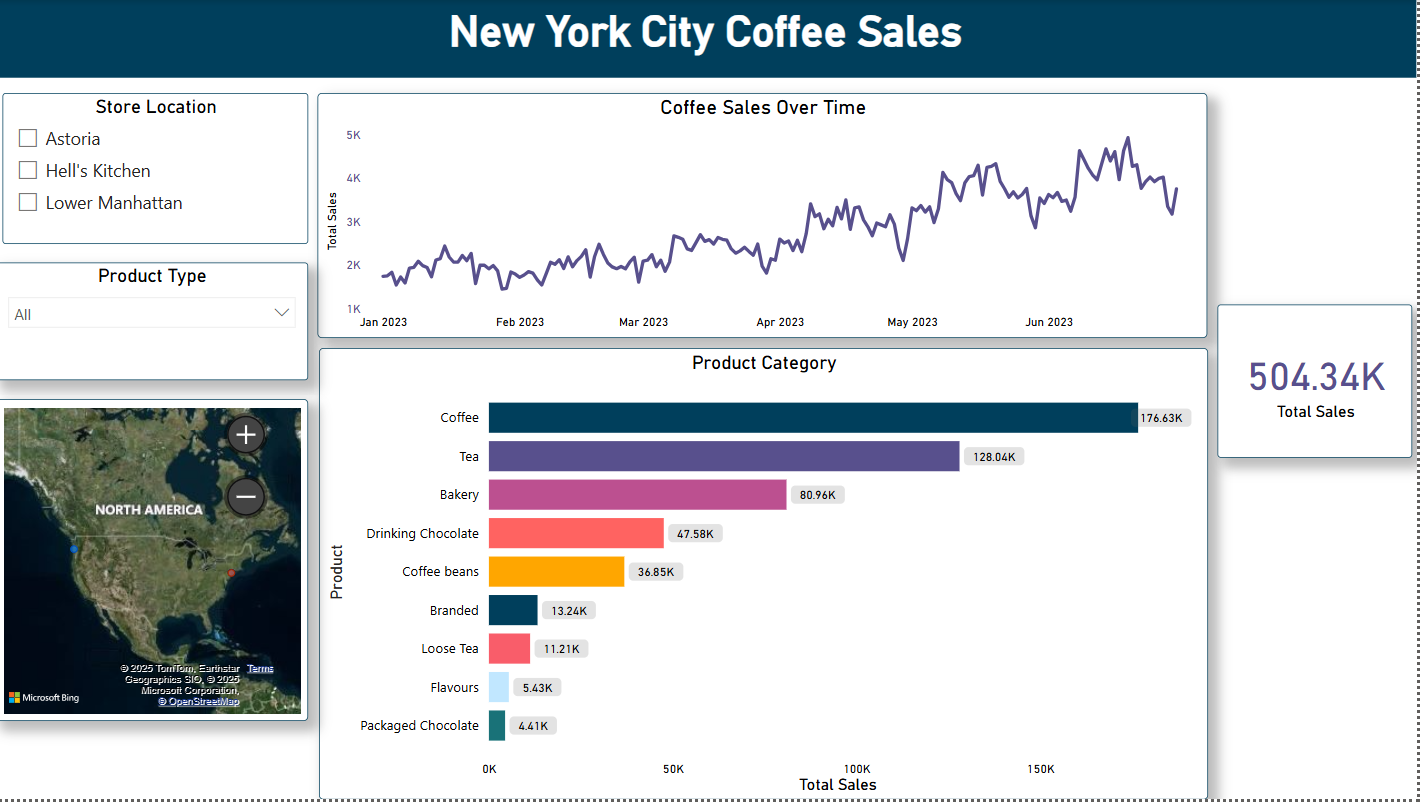 New York City Coffee Sales
Store Location
Astoria
Hell's Kitchen
Lower Manhattan
Product Type
All
NORTH AMERICA
© 2025 TomTom, Earthstar Terms
Geographics SIO, © 2025
Microsoft Corporation,
© OpenStreetMap
Microsoft Bing
Coffee Sales Over Time
Total Sales
5K
4K
3K
2K
1K
Jan 2023 Feb 2023 Mar 2023 Apr 2023 May 2023 Jun 2023
Product Category
Product
Coffee 176.63K
Tea 128.04K
Bakery 80.96K
Drinking Chocolate 47.58K
Coffee beans 36.85K
Branded 13.24K
Loose Tea 11.21K
Flavours 5.43K
Packaged Chocolate 4.41K
0K 50K 100K 150K
Total Sales
504.34K
Total Sales